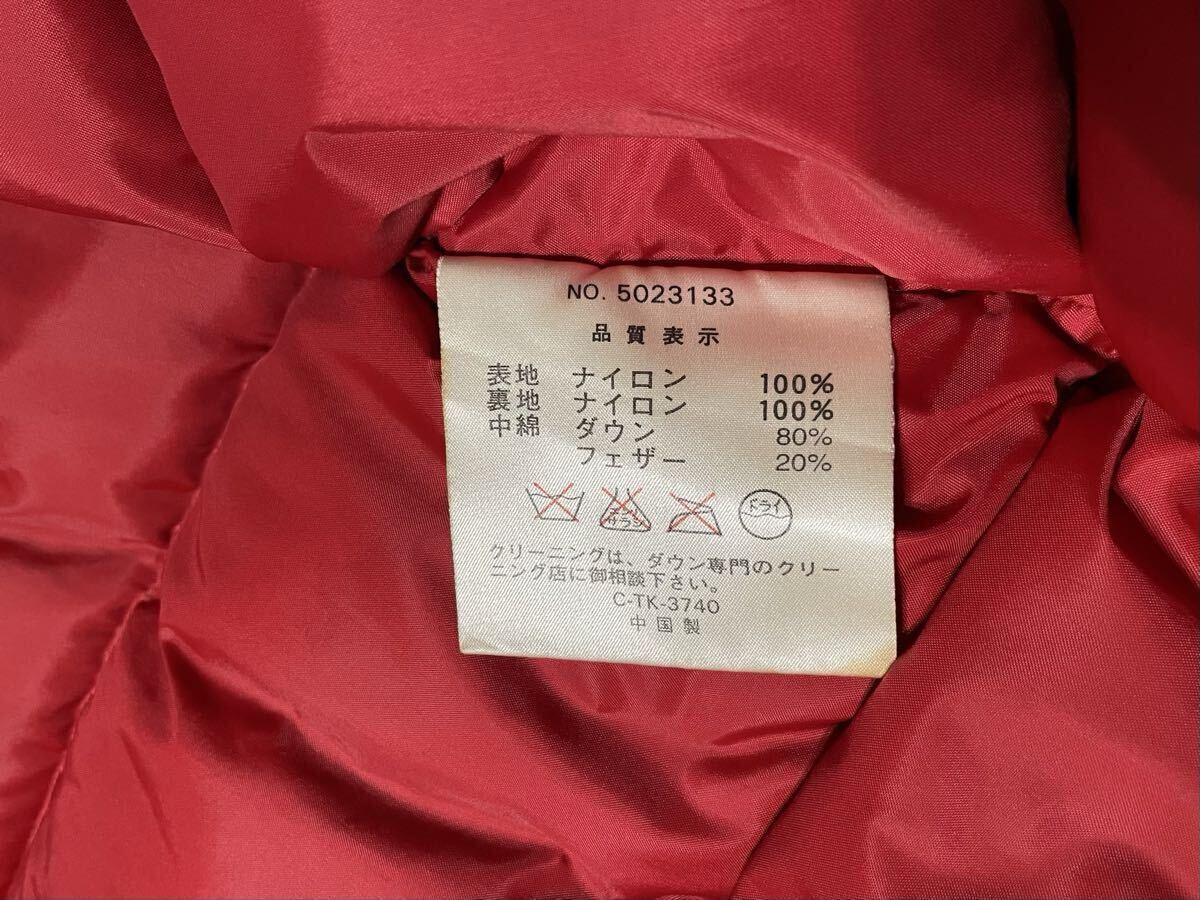 NO. 5023133
品質表示
表地 ナイロン 100%
裏地 ナイロン 100%
中綿 ダウン 80%
フェザー 20%
サラシ ドライ
クリーニングは、ダウン専門のクリー
ニング店に御相談下さい。
C-TK-3740
中国製